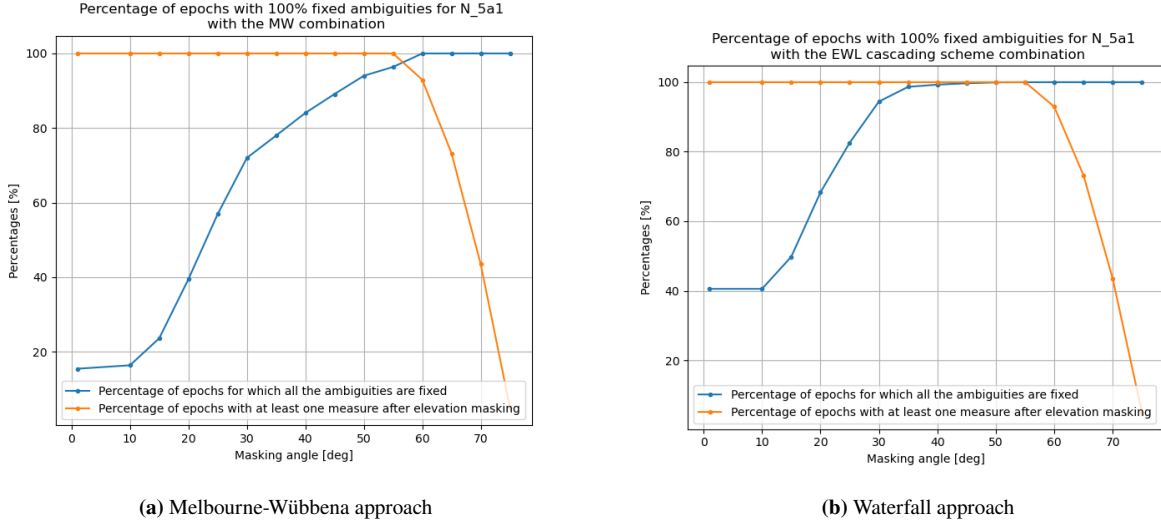 Percentage of epochs with 100% fixed ambiguities for N_5a1
with the MW combination
100
80
60
40
20
Percentages [%]
Percentage of epochs for which all the ambiguities are fixed
Percentage of epochs with at least one measure after elevation masking
0 10 20 30 40 50 60 70
Masking angle [deg]
(a) Melbourne-Wübbena approach
Percentage of epochs with 100% fixed ambiguities for N_5a1
with the EWL cascading scheme combination
100
80
60
40
20
Percentages [%]
Percentage of epochs for which all the ambiguities are fixed
Percentage of epochs with at least one measure after elevation masking
0 10 20 30 40 50 60 70
Masking angle [deg]
(b) Waterfall approach